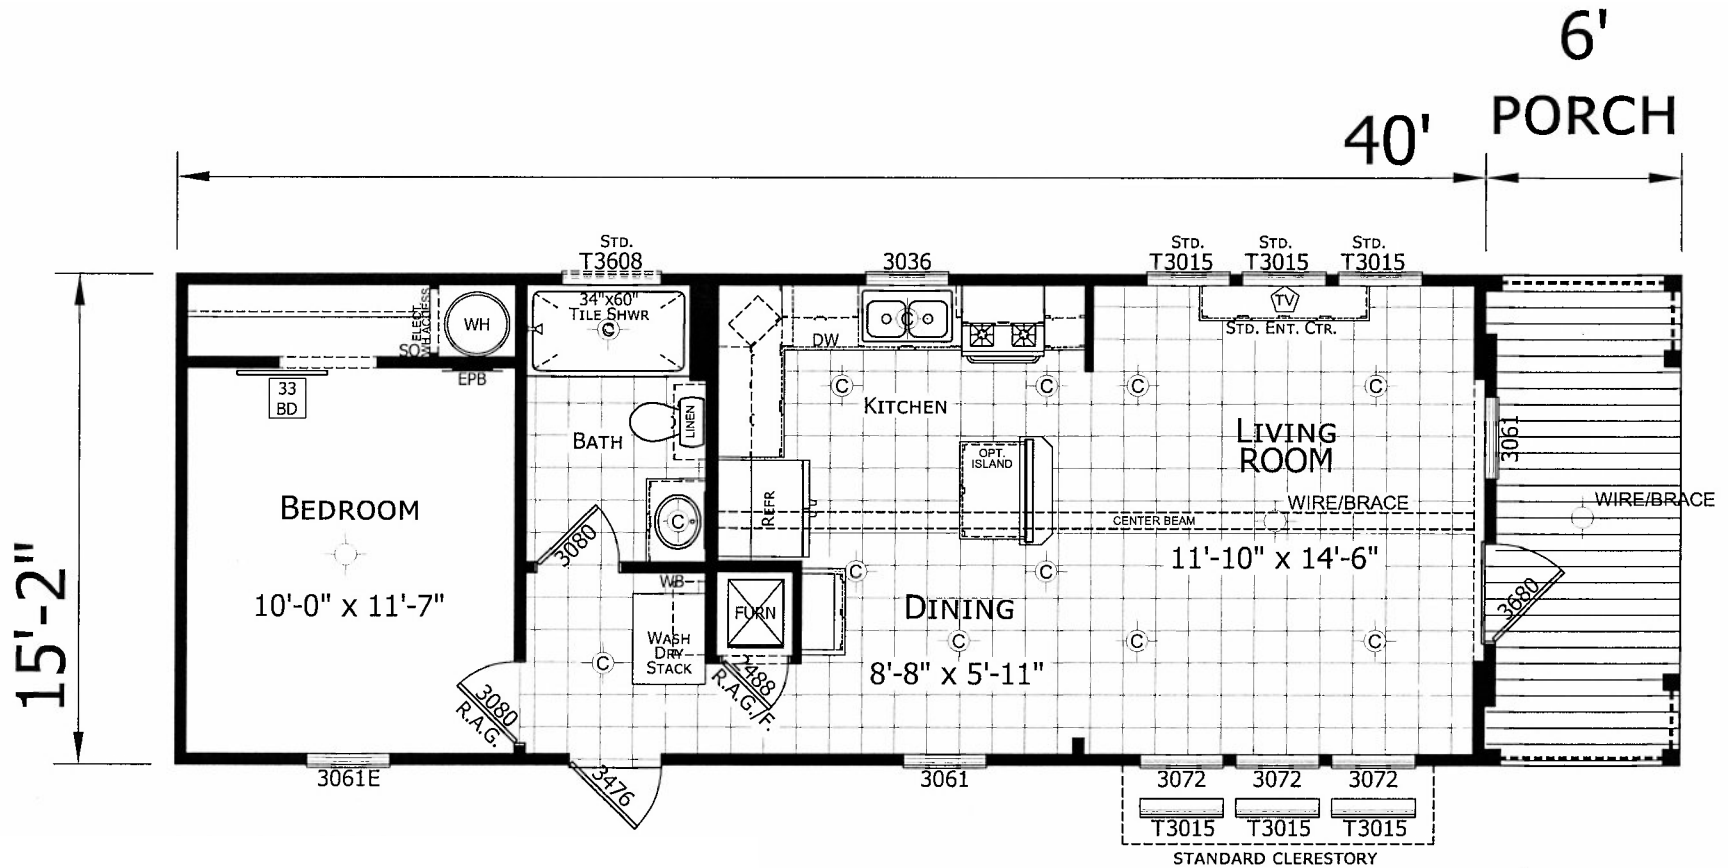 6'
PORCH
40'
15'-2"
STD.
T3608
3036
STD.
T3015
STD.
T3015
STD.
T3015
34"x60"
TILE SHWR
C
ELECT
WH ACCESS
WH
SO
EPB
33
BD
DW
C
TV
STD. ENT. CTR.
C
C
C
C
KITCHEN
LINEN
BATH
LIVING
ROOM
3061
OPT.
ISLAND
BEDROOM
REFR
C
3080
WIRE/BRACE
WIRE/BRACE
CENTER BEAM
11'-10" x 14'-6"
10'-0" x 11'-7"
WB
C
C
FURN
DINING
3680
WASH
DRY
STACK
C
C
C
C
8'-8" x 5'-11"
2488
R.A.G./F.
3080
R.A.G.
3061E
3476
3061
3072
3072
3072
T3015
T3015
T3015
STANDARD CLERESTORY